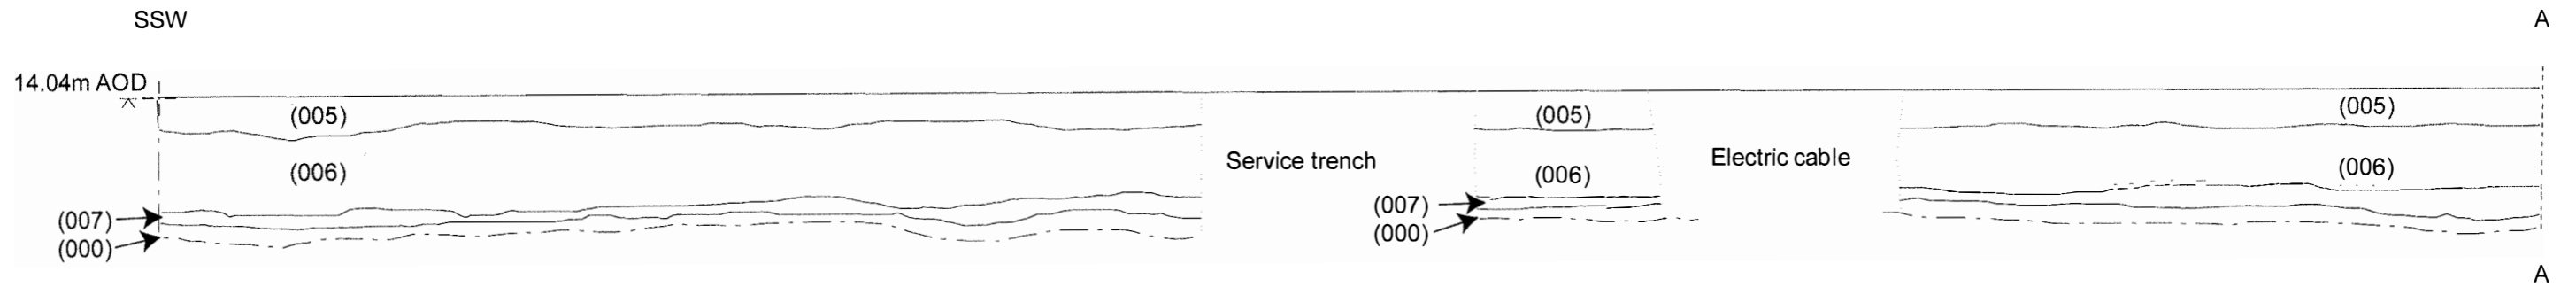 SSW
A
14.04m AOD
(005)
(005)
(005)
(006)
Service trench
(006)
Electric cable
(006)
(007)
(000)
(007)
(000)
A